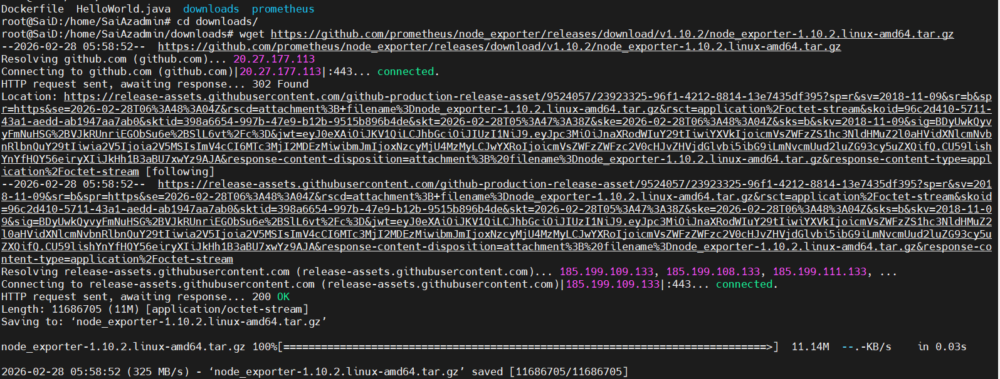 Dockerfile  HelloWorld.java  downloads  prometheus
root@SaiD:/home/SaiAzadmin# cd downloads/
root@SaiD:/home/SaiAzadmin/downloads# wget https://github.com/prometheus/node_exporter/releases/download/v1.10.2/node_exporter-1.10.2.linux-amd64.tar.gz
--2026-02-28 05:58:52--  https://github.com/prometheus/node_exporter/releases/download/v1.10.2/node_exporter-1.10.2.linux-amd64.tar.gz
Resolving github.com (github.com)... 20.27.177.113
Connecting to github.com (github.com)|20.27.177.113|:443... connected.
HTTP request sent, awaiting response... 302 Found
Location: https://release-assets.githubusercontent.com/github-production-release-asset/9524057/23923325-96f1-4212-8814-13e7435df395?sp=r&sv=2018-11-09&sr=b&sp
r=https&se=2026-02-28T06%3A48%3A04Z&rscd=attachment%3B+filename%3Dnode_exporter-1.10.2.linux-amd64.tar.gz&rsct=application%2Foctet-stream&skoid=96c2d410-5711-
43a1-aedd-ab1947aa7ab0&sktid=398a6654-997b-47e9-b12b-9515b896b4de&skt=2026-02-28T05%3A47%3A38Z&ske=2026-02-28T06%3A48%3A04Z&sks=b&skv=2018-11-09&sig=BDyUwkQyv
yFmNuHSG%2BVJkRUnriEGObSu6e%2BSlL6vt%2Fc%3D&jwt=eyJ0eXAiOiJKV1QiLCJhbGciOiJIUzI1NiJ9.eyJpc3MiOiJnaXRodWIuY29tIiwiYXVkIjoicmVsZWFzZS1hc3NldHMuZ2l0aHVidXNlcmNvb
nRlbnQuY29tIiwia2V5Ijoia2V5MSIsImV4cCI6MTc3MjI2MDEzMiwibmJmIjoxNzcyMjU4MzMyLCJwYXRoIjoicmVsZWFzZWFzc2V0cHJvZHVjdGlvbi5ibG9iLmNvcmUud2luZG93cy5uZXQifQ.CU59lish
YnYfHQY56eiryXIiJkHh1B3aBU7xwYz9AJA&response-content-disposition=attachment%3B%20filename%3Dnode_exporter-1.10.2.linux-amd64.tar.gz&response-content-type=appl
ication%2Foctet-stream [following]
--2026-02-28 05:58:52--  https://release-assets.githubusercontent.com/github-production-release-asset/9524057/23923325-96f1-4212-8814-13e7435df395?sp=r&sv=201
8-11-09&sr=b&spr=https&se=2026-02-28T06%3A48%3A04Z&rscd=attachment%3B+filename%3Dnode_exporter-1.10.2.linux-amd64.tar.gz&rsct=application%2Foctet-stream&skoid
=96c2d410-5711-43a1-aedd-ab1947aa7ab0&sktid=398a6654-997b-47e9-b12b-9515b896b4de&skt=2026-02-28T05%3A47%3A38Z&ske=2026-02-28T06%3A48%3A04Z&sks=b&skv=2018-11-0
9&sig=BDyUwkQyvyFmNuHSG%2BVJkRUnriEGObSu6e%2BSlL6vt%2Fc%3D&jwt=eyJ0eXAiOiJKV1QiLCJhbGciOiJIUzI1NiJ9.eyJpc3MiOiJnaXRodWIuY29tIiwiYXVkIjoicmVsZWFzZS1hc3NldHMuZ2
l0aHVidXNlcmNvbnRlbnQuY29tIiwia2V5Ijoia2V5MSIsImV4cCI6MTc3MjI2MDEzMiwibmJmIjoxNzcyMjU4MzMyLCJwYXRoIjoicmVsZWFzZWFzc2V0cHJvZHVjdGlvbi5ibG9iLmNvcmUud2luZG93cy5u
ZXQifQ.CU59lishYnYfHQY56eiryXIiJkHh1B3aBU7xwYz9AJA&response-content-disposition=attachment%3B%20filename%3Dnode_exporter-1.10.2.linux-amd64.tar.gz&response-co
ntent-type=application%2Foctet-stream
Resolving release-assets.githubusercontent.com (release-assets.githubusercontent.com)... 185.199.109.133, 185.199.108.133, 185.199.111.133, ...
Connecting to release-assets.githubusercontent.com (release-assets.githubusercontent.com)|185.199.109.133|:443... connected.
HTTP request sent, awaiting response... 200 OK
Length: 11686705 (11M) [application/octet-stream]
Saving to: ‘node_exporter-1.10.2.linux-amd64.tar.gz’
node_exporter-1.10.2.linux-amd64.tar.gz 100%[=============================================================================>]  11.14M  --.-KB/s    in 0.03s
2026-02-28 05:58:52 (325 MB/s) - ‘node_exporter-1.10.2.linux-amd64.tar.gz’ saved [11686705/11686705]